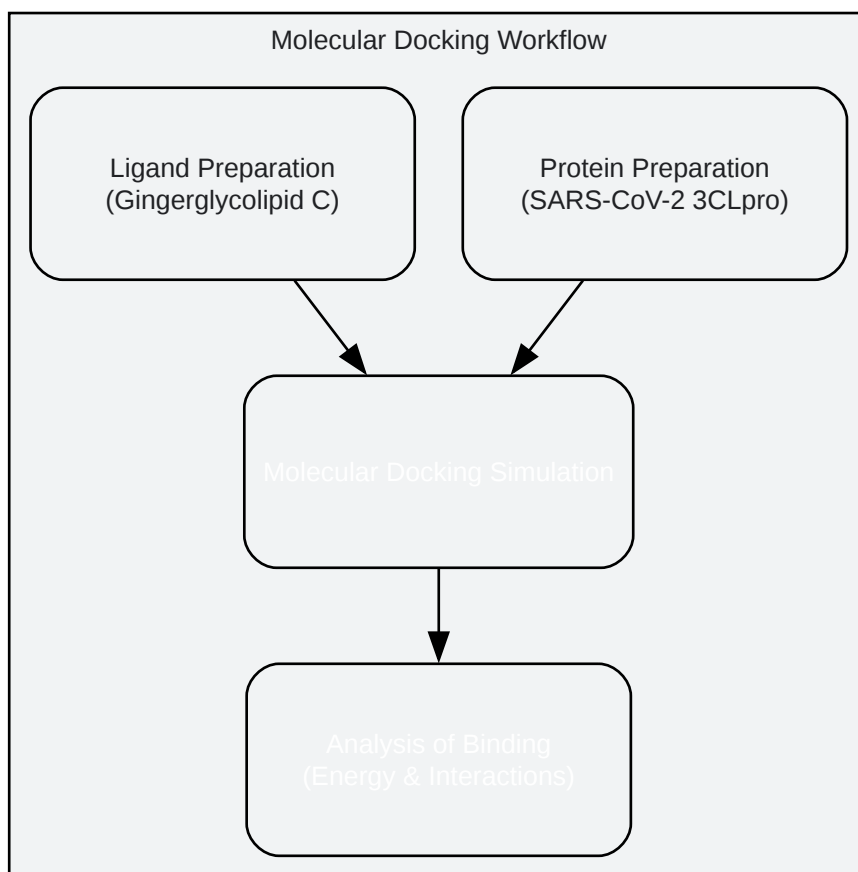 Molecular Docking Workflow
Ligand Preparation
(Gingerglycolipid C)
Protein Preparation
(SARS-CoV-2 3CLpro)
Molecular Docking Simulation
Analysis of Binding
(Energy & Interactions)